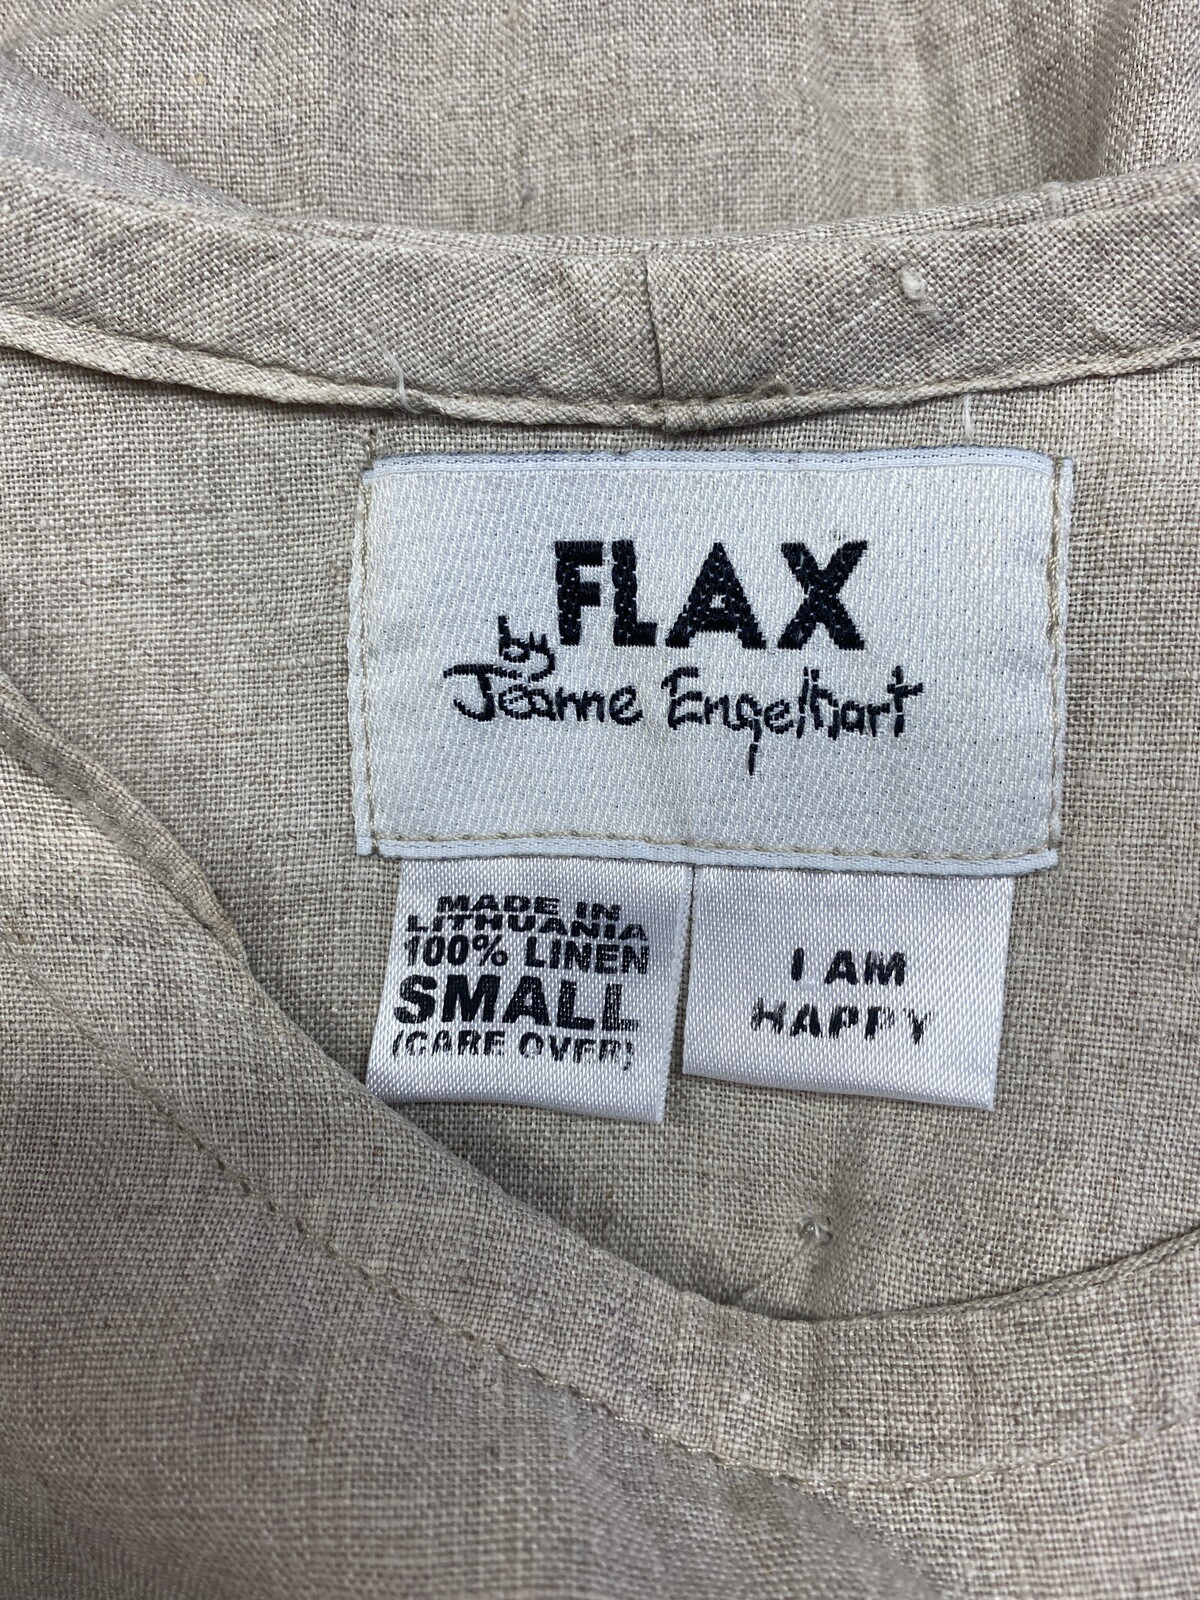 FLAX
by
Jeanne Engelhart
MADE IN
LITHUANIA
100% LINEN
SMALL
(CARE OVER)
I AM
HAPPY